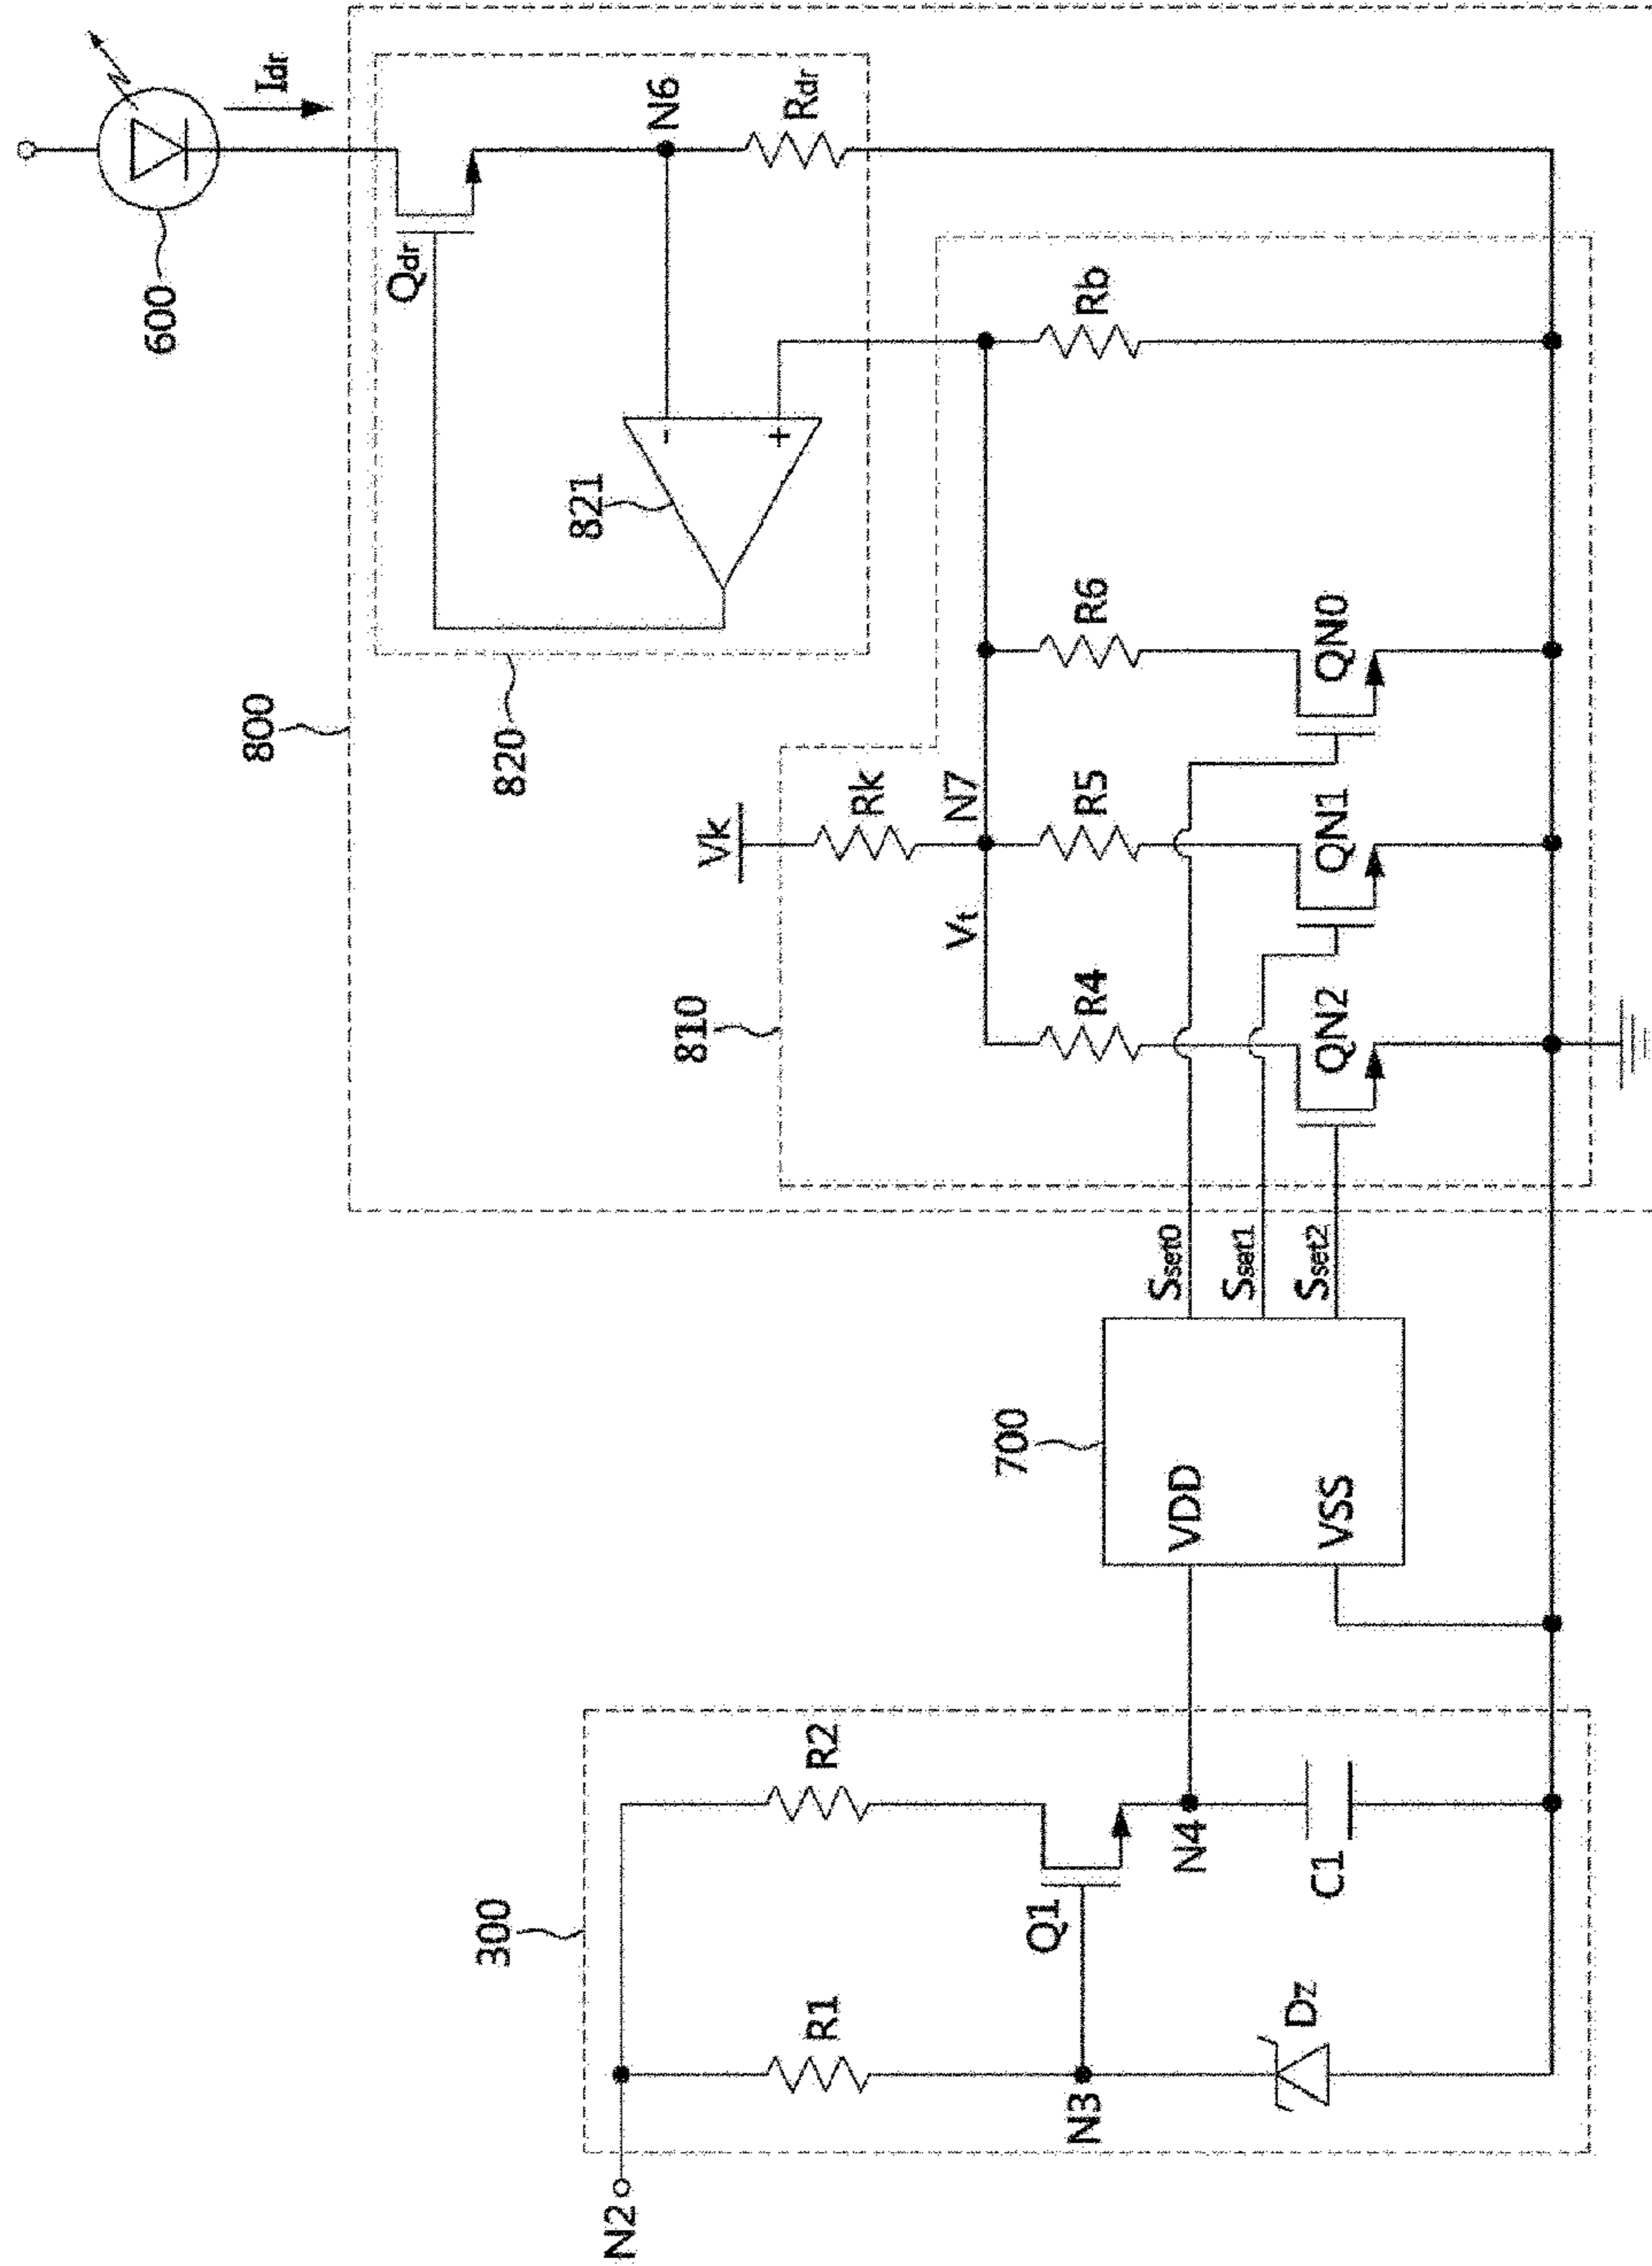 600
Idr
800
Qdr
N6
Rdr
821
820
Vk
Rk
810
Vt
N7
R4
R5
R6
Rb
QN2
QN1
QN0
Sset0
Sset1
Sset2
700
VDD
VSS
300
R1
R2
Q1
N2
N3
N4
Dz
C1
-
+